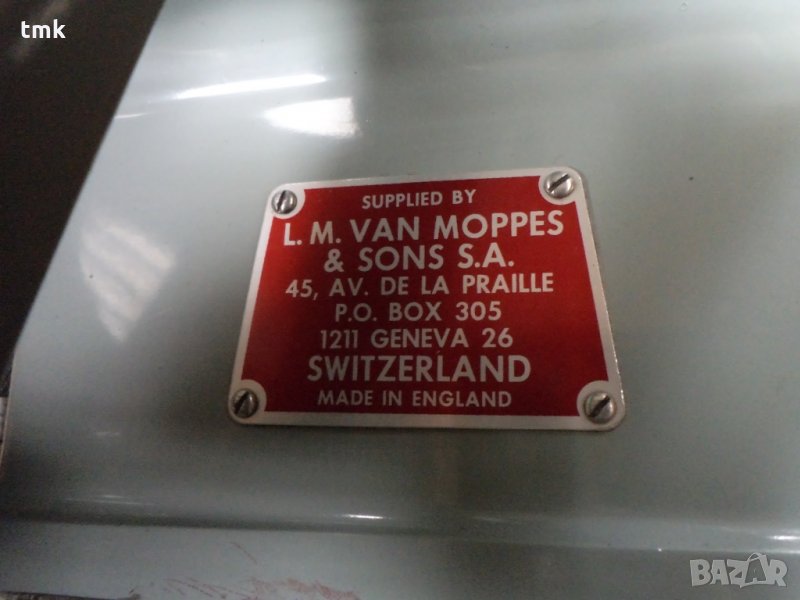 tmk
SUPPLIED BY
L. M. VAN MOPPES
& SONS S.A.
45, AV. DE LA PRAILLE
P.O. BOX 305
1211 GENEVA 26
SWITZERLAND
MADE IN ENGLAND
BAZAR